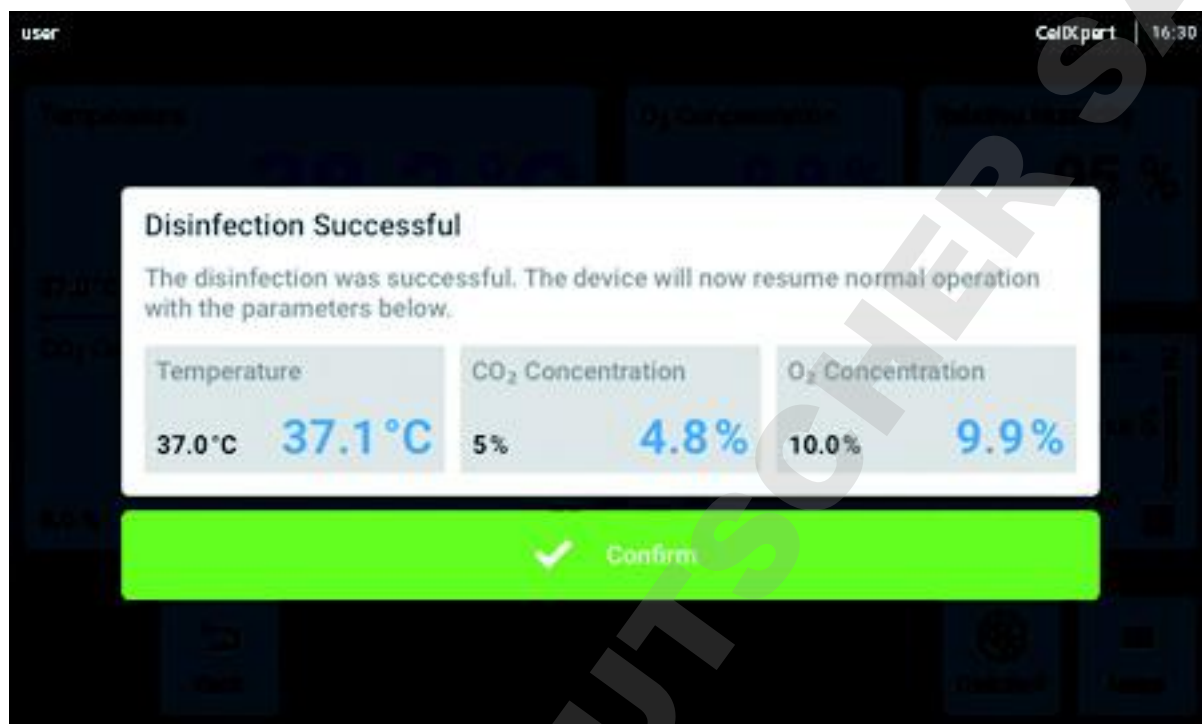 user
CellXpert | 16:30
Disinfection Successful
The disinfection was successful. The device will now resume normal operation
with the parameters below.
Temperature
CO₂ Concentration
O₂ Concentration
37.0°C 37.1°C
5% 4.8%
10.0% 9.9%
Confirm